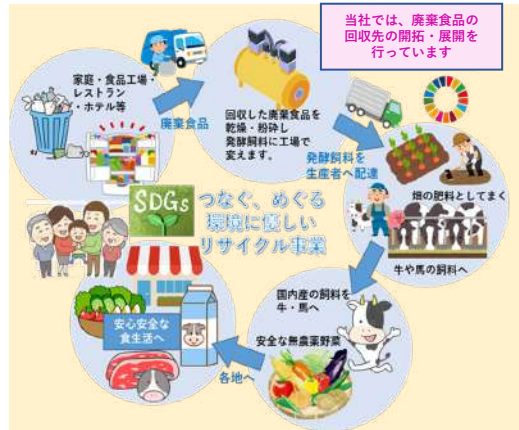 当社では、廃棄食品の
回収先の開拓・展開を
行っています
家庭・食品工場・
レストラン
・ホテル等
廃棄食品
回収した廃棄食品を
乾燥・粉砕し
発酵飼料に工場で
変えます。
発酵飼料を
生産者へ配達
畑の肥料としてまく
牛や馬の飼料へ
SDGs
つなぐ、めぐる
環境に優しい
リサイクル事業
国内産の飼料を
牛・馬へ
安全な無農薬野菜
各地へ
安心安全な
食生活へ